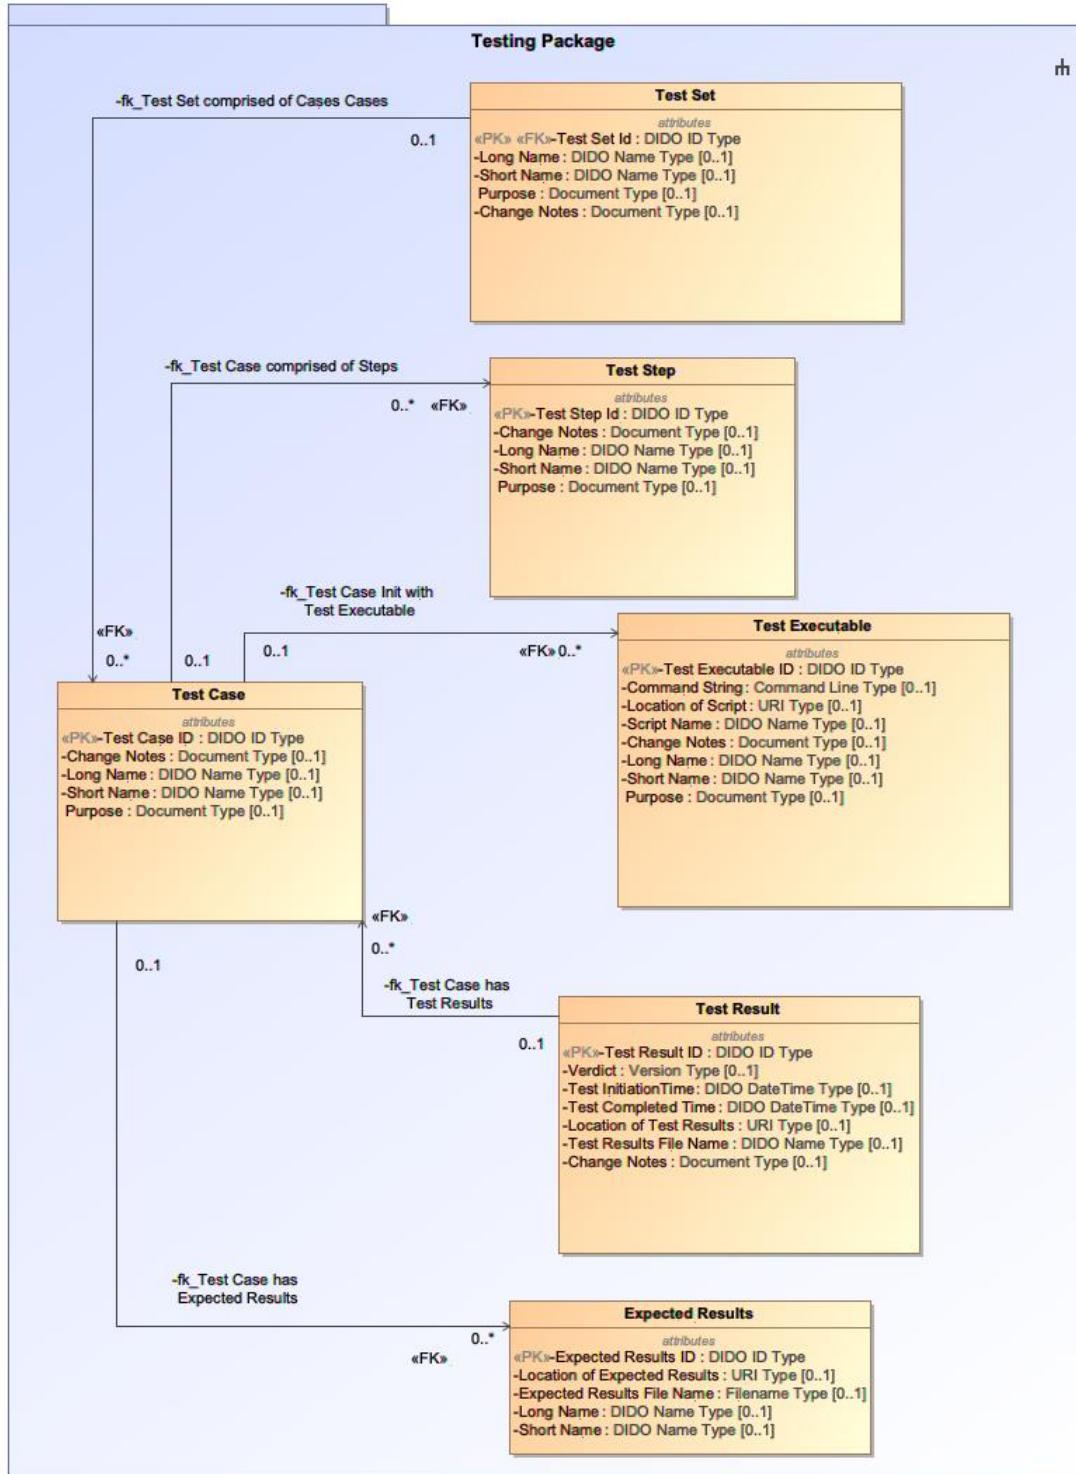 Testing Package
-fk_Test Set comprised of Cases Cases
0..1
Test Set
attributes
«PK» «FK»-Test Set Id : DIDO ID Type
-Long Name : DIDO Name Type [0..1]
-Short Name : DIDO Name Type [0..1]
Purpose : Document Type [0..1]
-Change Notes : Document Type [0..1]
-fk_Test Case comprised of Steps
0..* «FK»
Test Step
attributes
«PK»-Test Step Id : DIDO ID Type
-Change Notes : Document Type [0..1]
-Long Name : DIDO Name Type [0..1]
-Short Name : DIDO Name Type [0..1]
Purpose : Document Type [0..1]
-fk_Test Case Init with
Test Executable
«FK»
0..*
0..1
0..1
«FK» 0..*
Test Executable
attributes
«PK»-Test Executable ID : DIDO ID Type
-Command String : Command Line Type [0..1]
-Location of Script : URI Type [0..1]
-Script Name : DIDO Name Type [0..1]
-Change Notes : Document Type [0..1]
-Long Name : DIDO Name Type [0..1]
-Short Name : DIDO Name Type [0..1]
Purpose : Document Type [0..1]
Test Case
attributes
«PK»-Test Case ID : DIDO ID Type
-Change Notes : Document Type [0..1]
-Long Name : DIDO Name Type [0..1]
-Short Name : DIDO Name Type [0..1]
Purpose : Document Type [0..1]
«FK»
0..*
0..1
-fk_Test Case has
Test Results
0..1
Test Result
attributes
«PK»-Test Result ID : DIDO ID Type
-Verdict : Version Type [0..1]
-Test InitiationTime : DIDO DateTime Type [0..1]
-Test Completed Time : DIDO DateTime Type [0..1]
-Location of Test Results : URI Type [0..1]
-Test Results File Name : DIDO Name Type [0..1]
-Change Notes : Document Type [0..1]
-fk_Test Case has
Expected Results
0..*
«FK»
Expected Results
attributes
«PK»-Expected Results ID : DIDO ID Type
-Location of Expected Results : URI Type [0..1]
-Expected Results File Name : Filename Type [0..1]
-Long Name : DIDO Name Type [0..1]
-Short Name : DIDO Name Type [0..1]